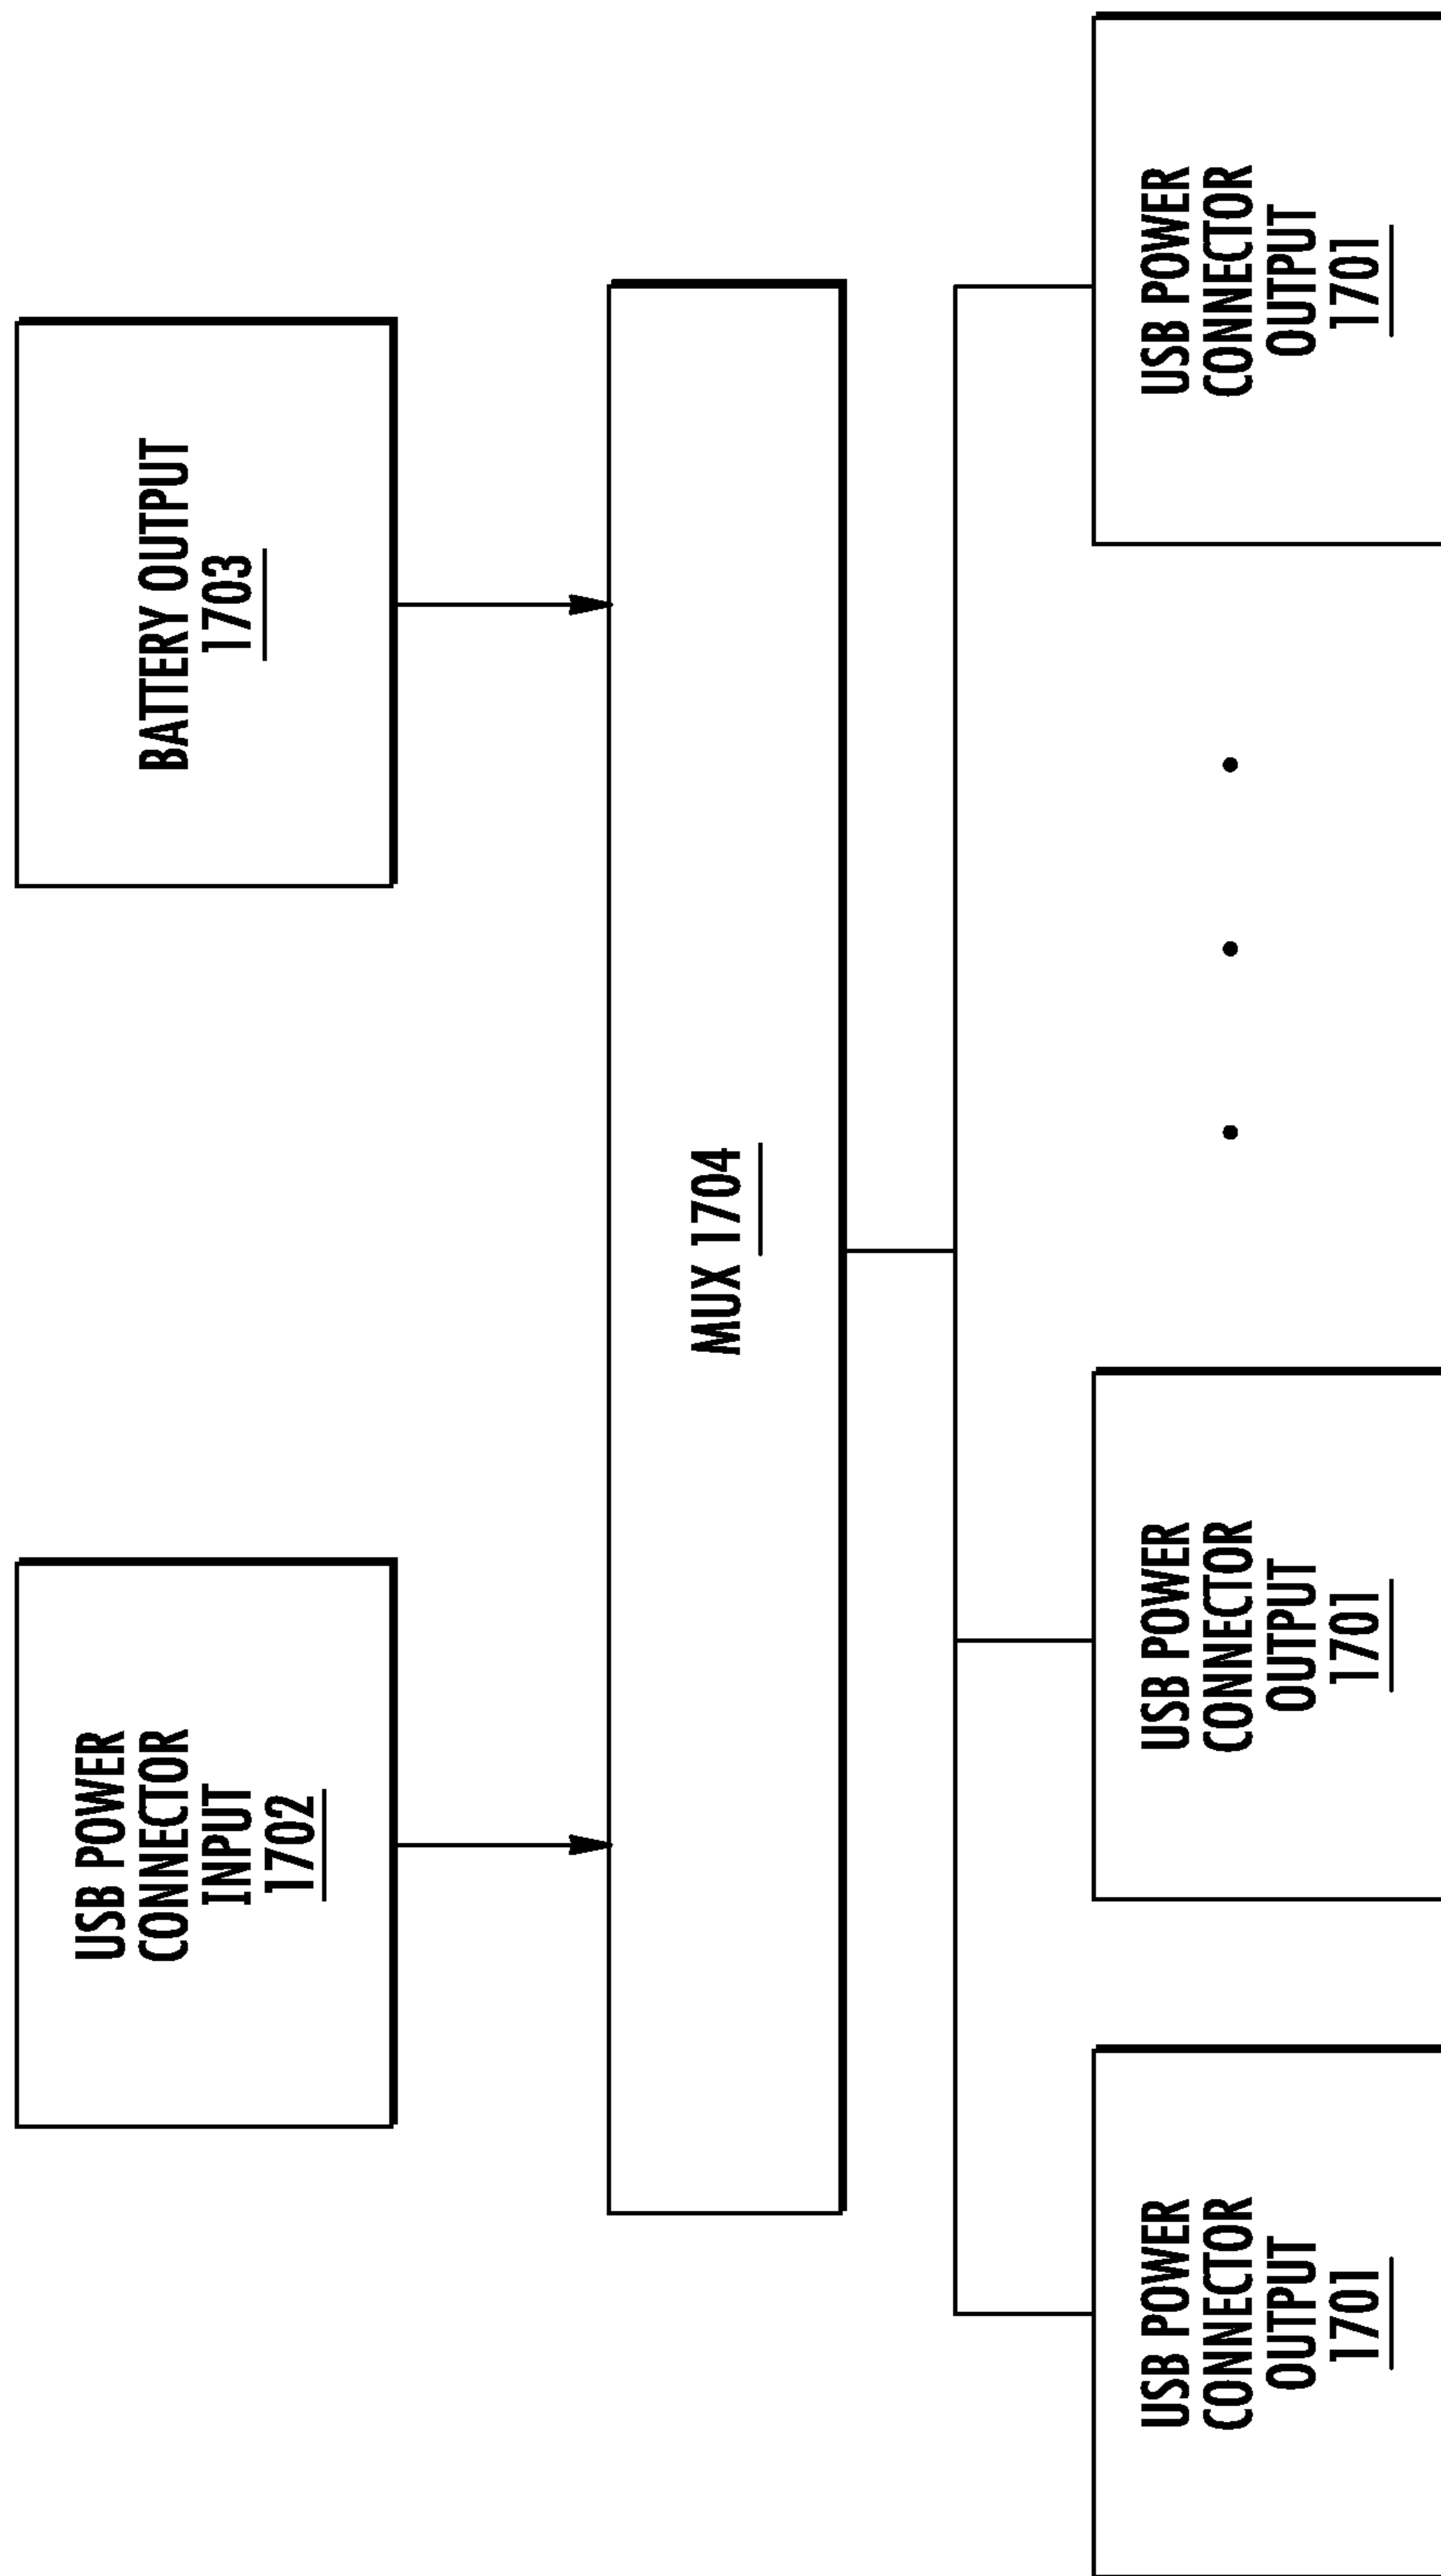 USB POWER
CONNECTOR
INPUT
1702
BATTERY OUTPUT
1703
MUX 1704
USB POWER
CONNECTOR
OUTPUT
1701
USB POWER
CONNECTOR
OUTPUT
1701
USB POWER
CONNECTOR
OUTPUT
1701